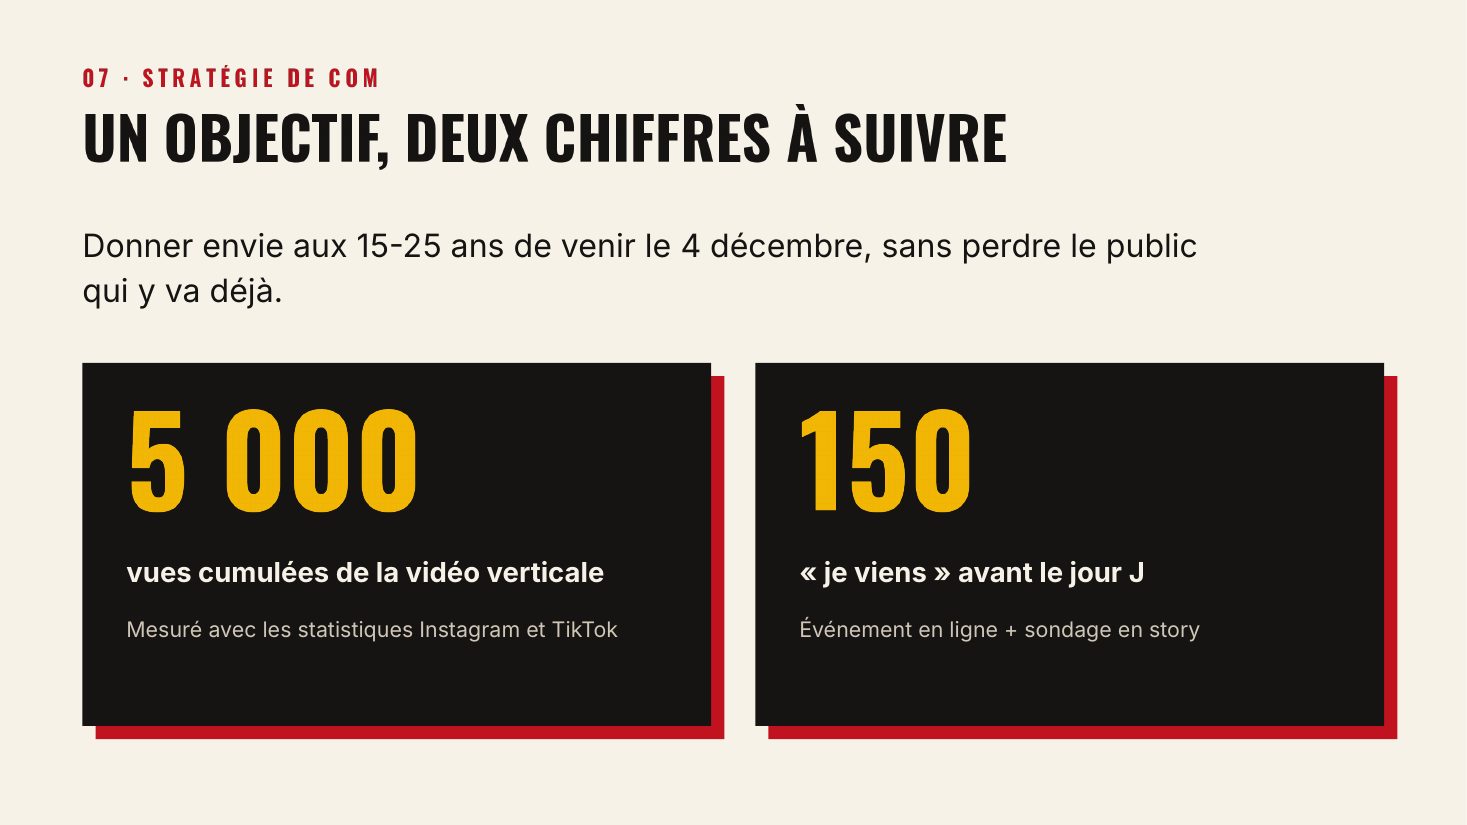 07 · STRATÉGIE DE COM
UN OBJECTIF, DEUX CHIFFRES À SUIVRE
Donner envie aux 15-25 ans de venir le 4 décembre, sans perdre le public
qui y va déjà.
5 000
vues cumulées de la vidéo verticale
Mesuré avec les statistiques Instagram et TikTok
150
« je viens » avant le jour J
Événement en ligne + sondage en story